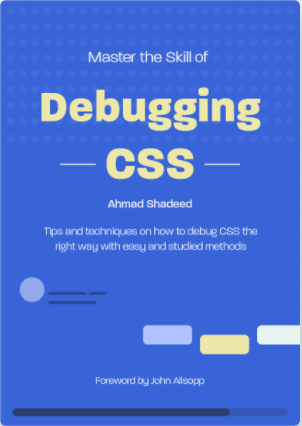 Master the Skill of
Debugging
CSS
Ahmad Shadeed
Tips and techniques on how to debug CSS the
right way with easy and studied methods
Foreword by John Allsopp